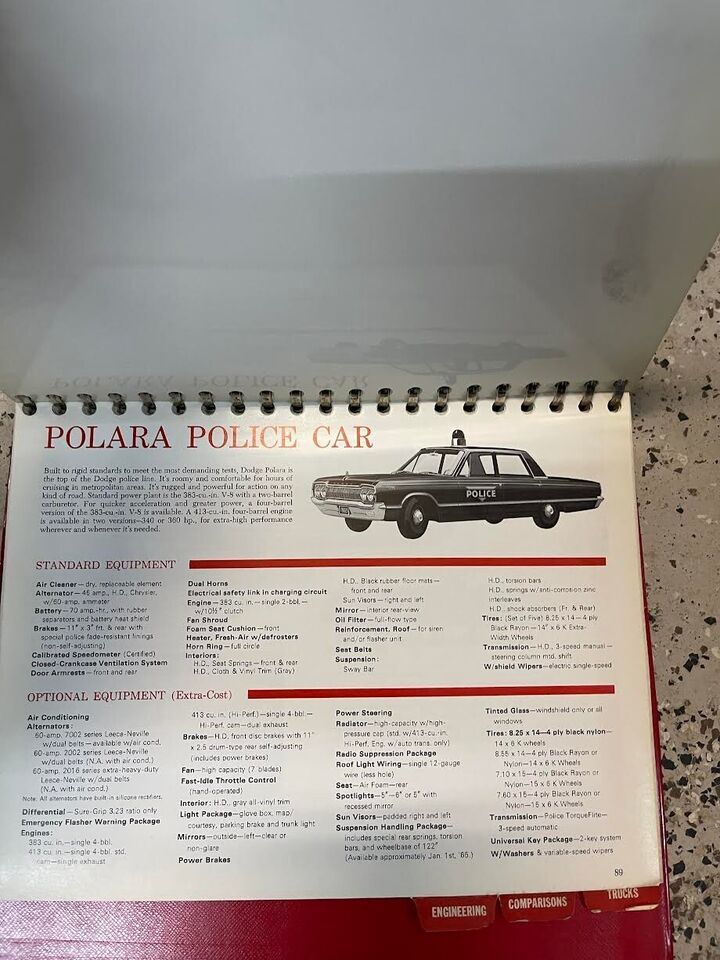 POLARA POLICE CAR
Built to rigid standards to meet the most demanding tests, Dodge Polara is
the top of the Dodge police line. It's roomy and comfortable for hours of
cruising in metropolitan areas. It's rugged and powerful for action on any
kind of road. Standard power plant is the 383-cu.-in. V-8 with a two-barrel
carburetor. For quicker acceleration and greater power, a four-barrel
version of the 383-cu.-in. V-8 is available. A 413-cu.-in. four-barrel engine
is available in two versions—340 or 360 hp., for extra-high performance
wherever and whenever it's needed.
POLICE
STANDARD EQUIPMENT
Air Cleaner—dry, replaceable element
Alternator—46 amp., H.D., Chrysler,
w/60-amp. ammeter
Battery—70 amp.-hr., with rubber
separators and battery heat shield
Brakes—11" x 3" frt. & rear with
special police fade-resistant linings
(non-self-adjusting)
Calibrated Speedometer (Certified)
Closed-Crankcase Ventilation System
Door Armrests—front and rear
Dual Horns
Electrical safety link in charging circuit
Engine—383 cu. in.—single 2-bbl.—
w/10½" clutch
Fan Shroud
Foam Seat Cushion—front
Heater, Fresh-Air w/defrosters
Horn Ring—full circle
Interiors:
H.D., Seat Springs—front & rear
H.D., Cloth & Vinyl Trim (Gray)
H.D. Black rubber floor mats—
front and rear
Sun Visors—right and left
Mirror—interior rear-view
Oil Filter—full-flow type
Reinforcement, Roof—for siren
and/or flasher unit
Seat Belts
Suspension:
Sway Bar
H.D., torsion bars
H.D. springs w/anti-corrosion zinc
interleaves
H.D., shock absorbers (Fr. & Rear)
Tires: (Set of Five) 8.25 x 14—4 ply
Black Rayon—14" x 6 K Extra-
Width Wheels
Transmission—H.D., 3-speed manual—
steering column mtd. shift
W/shield Wipers—electric single-speed
OPTIONAL EQUIPMENT (Extra-Cost)
Air Conditioning
Alternators:
60-amp. 7002 series Leece-Neville
w/dual belts—available w/air cond.
60-amp. 2002 series Leece-Neville
w/dual belts (N.A. with air cond.)
60-amp. 2016 series extra-heavy-duty
Leece-Neville w/dual belts
(N.A. with air cond.)
Note: All alternators have built-in silicone rectifiers.
Differential—Sure-Grip 3.23 ratio only
Emergency Flasher Warning Package
Engines:
383 cu. in.—single 4-bbl.
413 cu. in.—single 4-bbl. std.
cam—single exhaust
413 cu. in. (Hi-Perf.)—single 4-bbl.—
Hi-Perf. cam—dual exhaust
Brakes—H.D. front disc brakes with 11"
x 2.5 drum-type rear self-adjusting
(includes power brakes)
Fan—high capacity (7 blades)
Fast-Idle Throttle Control
(hand-operated)
Interior: H.D., gray all-vinyl trim
Light Package—glove box, map/
courtesy, parking brake and trunk light
Mirrors—outside—left—clear or
non-glare
Power Brakes
Power Steering
Radiator—high-capacity w/high-
pressure cap (std. w/413-cu.-in.
Hi-Perf. Eng. w/auto trans. only)
Radio Suppression Package
Roof Light Wiring—single 12-gauge
wire (less hole)
Seat—Air Foam—rear
Spotlights—5"—6" or 5" with
recessed mirror
Sun Visors—padded right and left
Suspension Handling Package—
includes special rear springs, torsion
bars, and wheelbase of 122"
(Available approximately Jan. 1st, '65.)
Tinted Glass—windshield only or all
windows
Tires: 8.25 x 14—4 ply black nylon—
14 x 6 K wheels
8.55 x 14—4 ply Black Rayon or
Nylon—14 x 6 K Wheels
7.10 x 15—4 ply Black Rayon or
Nylon—15 x 6 K Wheels
7.60 x 15—4 ply Black Rayon or
Nylon—15 x 6 K Wheels
Transmission—Police TorqueFlite—
3-speed automatic
Universal Key Package—2-key system
W/Washers & variable-speed wipers
89
ENGINEERING
COMPARISONS
TRUCKS